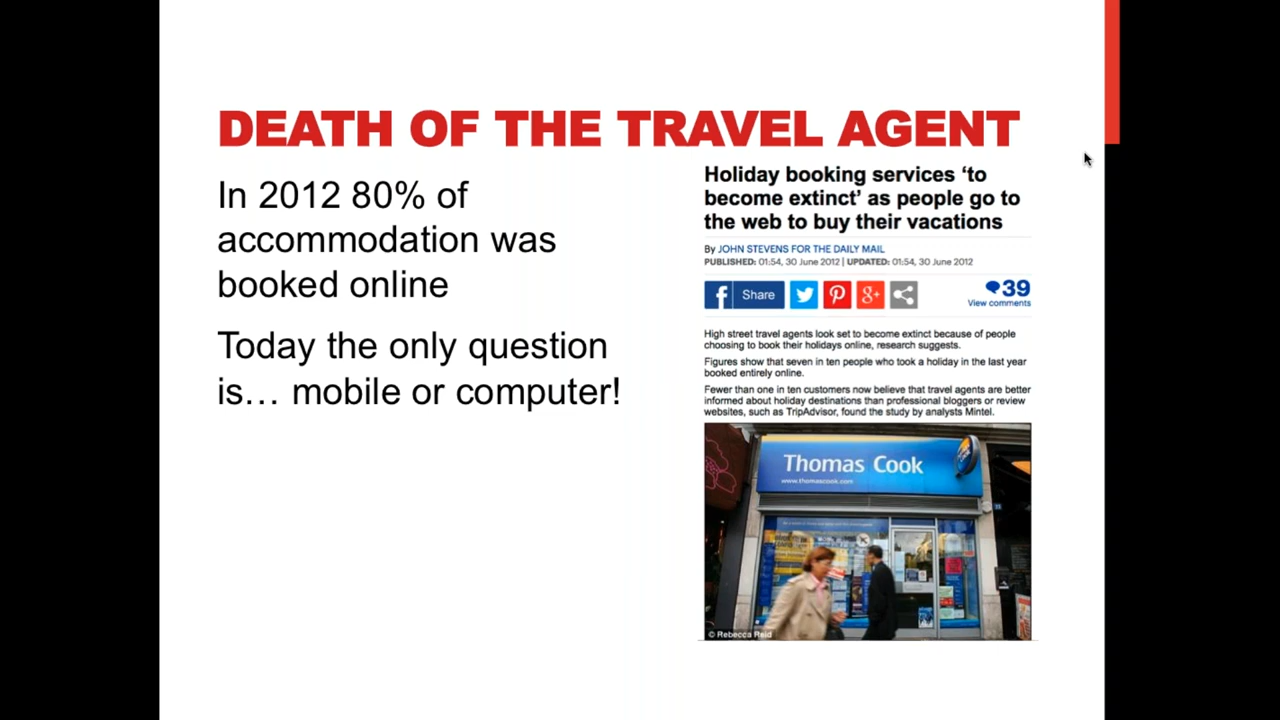 DEATH OF THE TRAVEL AGENT
In 2012 80% of
accommodation was
booked online
Today the only question
is… mobile or computer!
Holiday booking services ‘to
become extinct’ as people go to
the web to buy their vacations
By JOHN STEVENS FOR THE DAILY MAIL
PUBLISHED: 01:54, 30 June 2012 | UPDATED: 01:54, 30 June 2012
f Share
g+
39
View comments
High street travel agents look set to become extinct because of people
choosing to book their holidays online, research suggests.
Figures show that seven in ten people who took a holiday in the last year
booked entirely online.
Fewer than one in ten customers now believe that travel agents are better
informed about holiday destinations than professional bloggers or review
websites, such as TripAdvisor, found the study by analysts Mintel.
Thomas Cook
www.thomascook.com
© Rebecca Reid